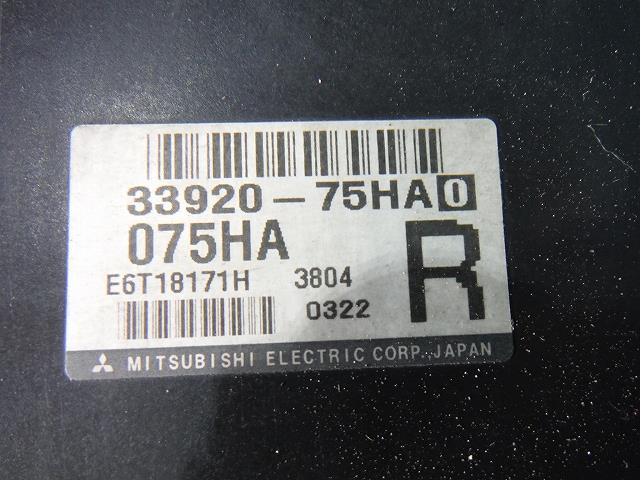 33920-75HA0
075HA
R
E6T18171H 3804
0322
MITSUBISHI ELECTRIC CORP. JAPAN